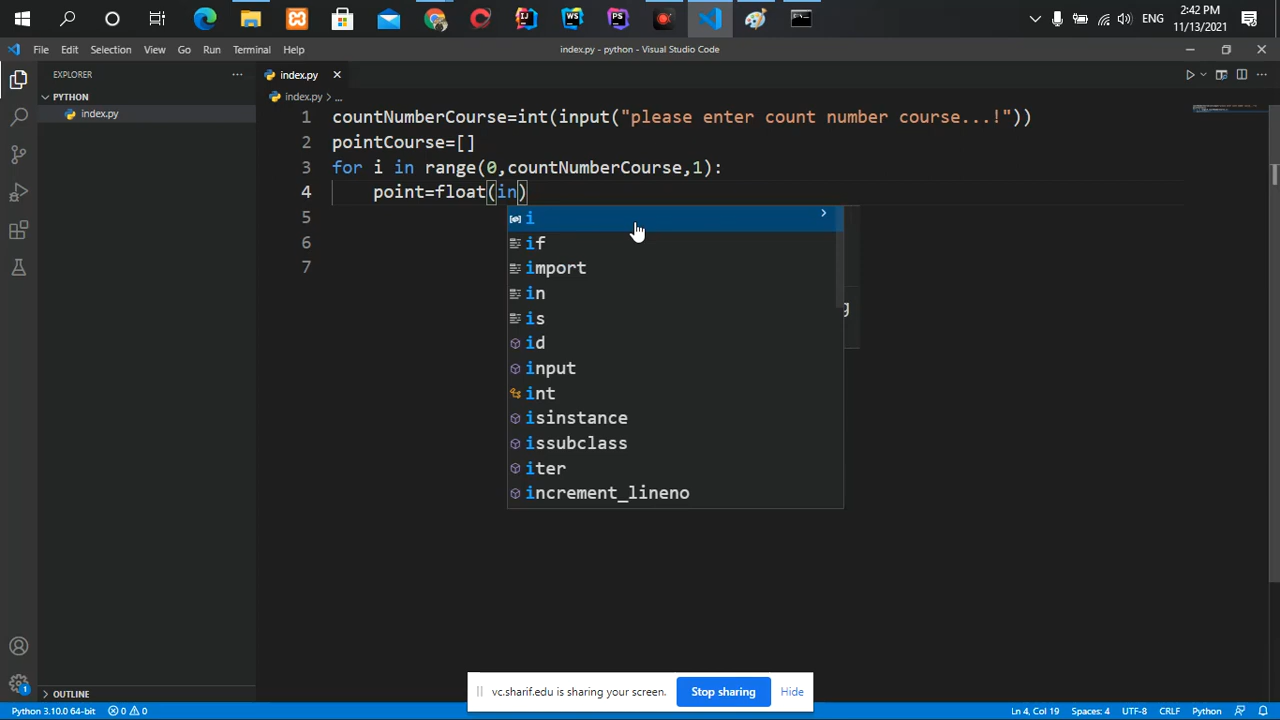 2:42 PM
ENG
11/13/2021
File Edit Selection View Go Run Terminal Help
index.py - python - Visual Studio Code
EXPLORER
index.py
PYTHON
index.py > ...
index.py
1 countNumberCourse=int(input("please enter count number course...!"))
2 pointCourse=[]
3 for i in range(0,countNumberCourse,1):
4 point=float(in)
5
6
7
i
if
import
in
is
id
input
int
isinstance
issubclass
iter
increment_lineno
g
vc.sharif.edu is sharing your screen. Stop sharing Hide
OUTLINE
Python 3.10.0 64-bit 0 0 Ln 4, Col 19 Spaces: 4 UTF-8 CRLF Python